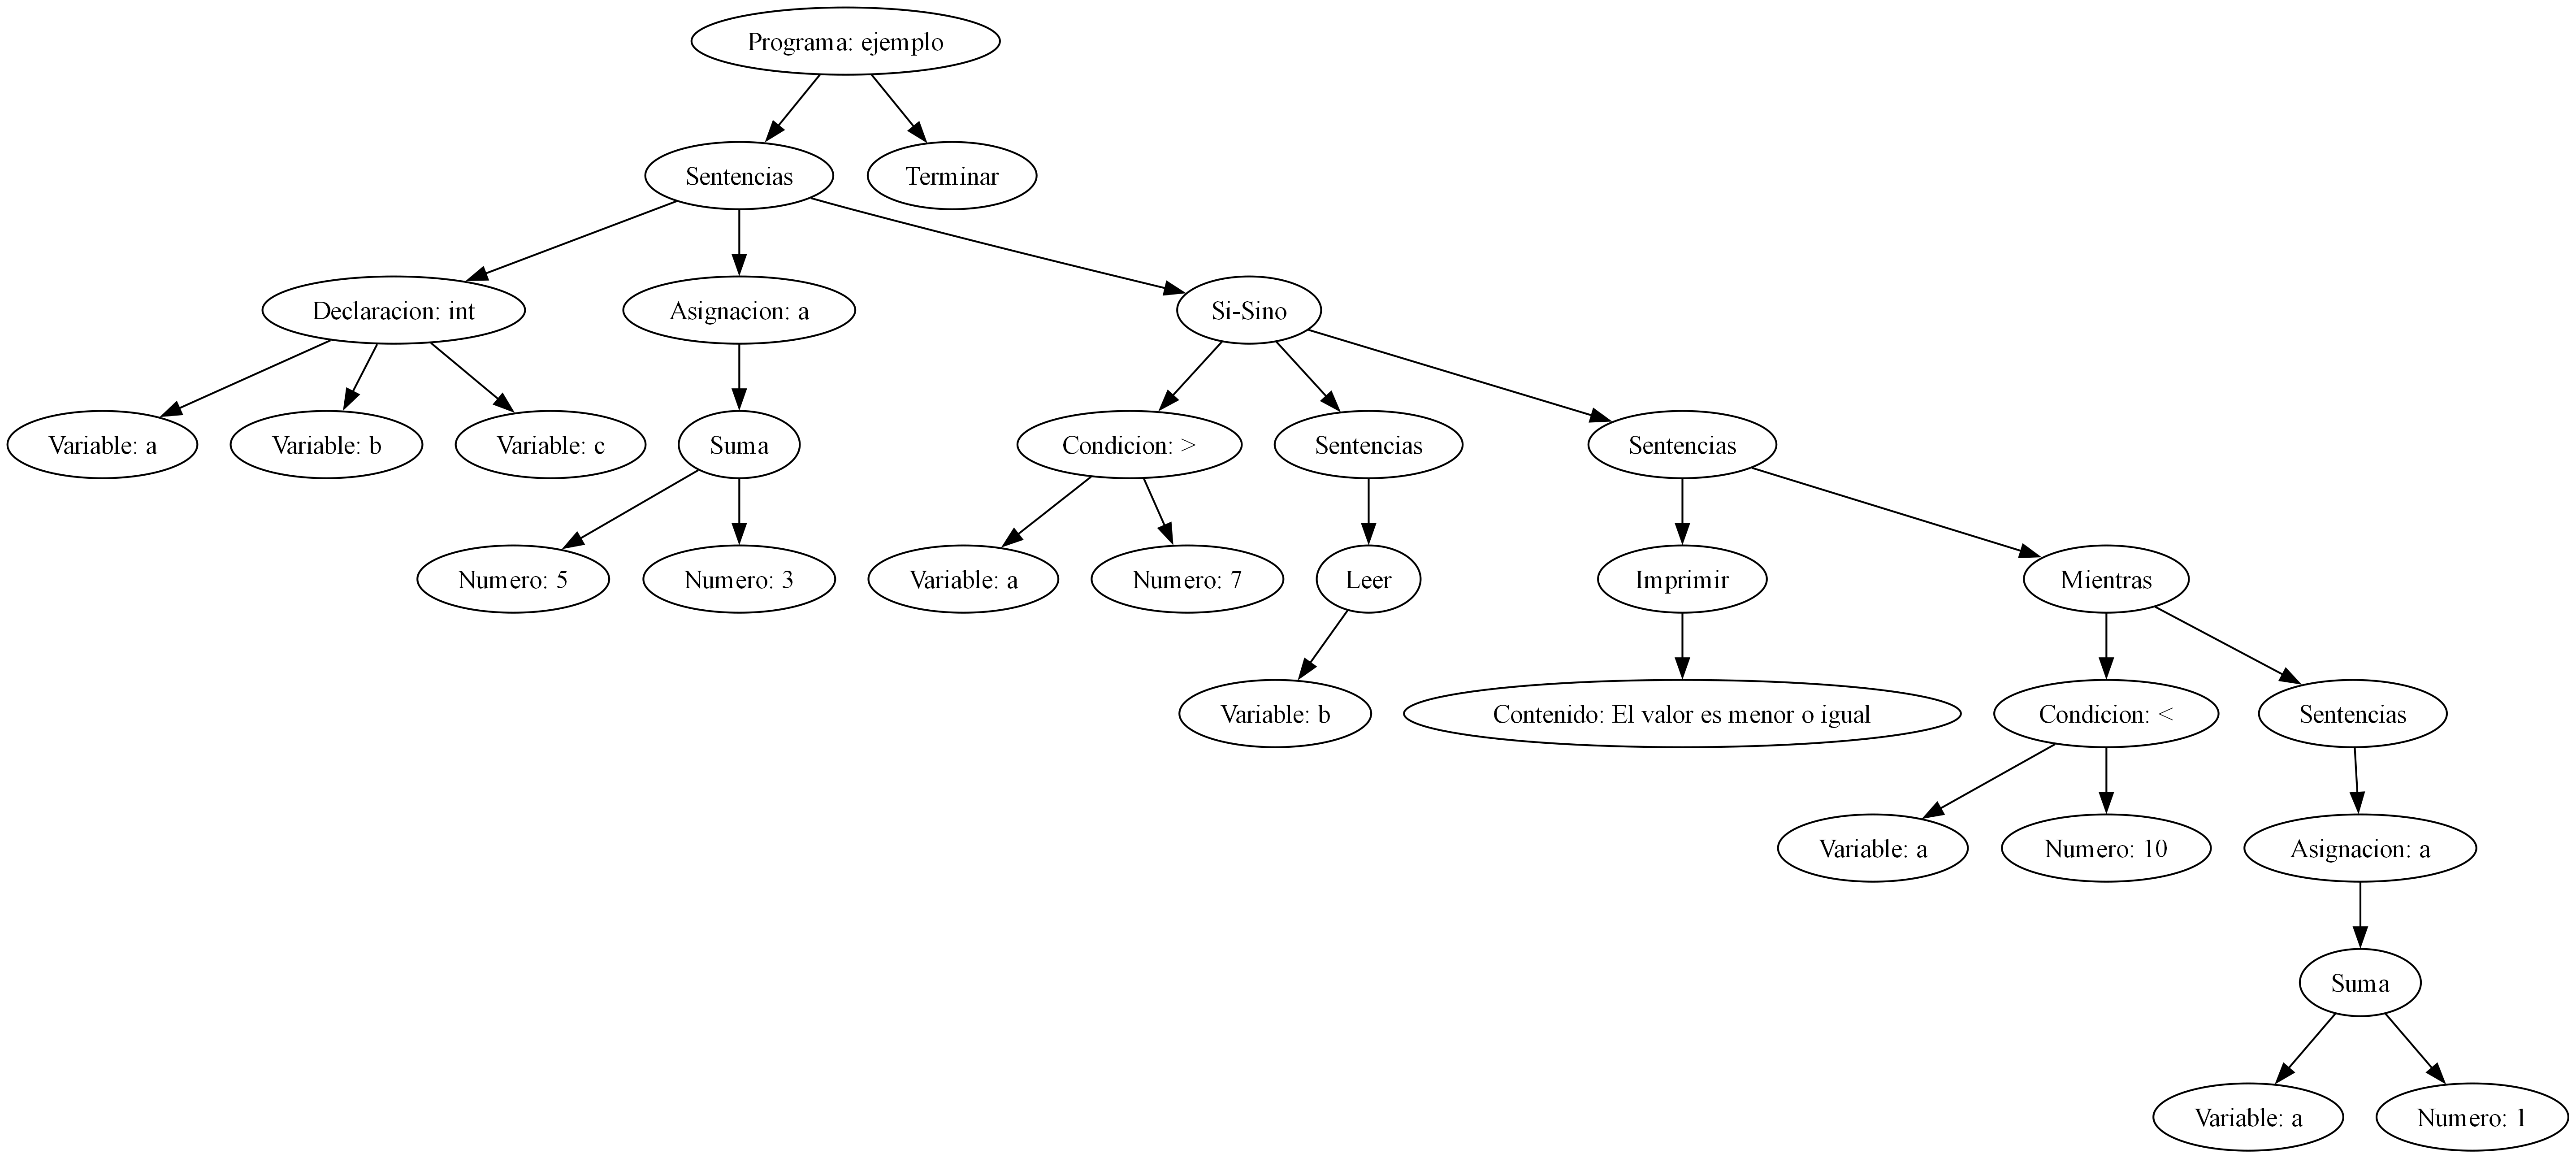 Programa: ejemplo
Sentencias
Terminar
Declaracion: int
Asignacion: a
Si-Sino
Variable: a
Variable: b
Variable: c
Suma
Condicion: >
Sentencias
Sentencias
Numero: 5
Numero: 3
Variable: a
Numero: 7
Leer
Imprimir
Mientras
Variable: b
Contenido: El valor es menor o igual
Condicion: <
Sentencias
Variable: a
Numero: 10
Asignacion: a
Suma
Variable: a
Numero: 1